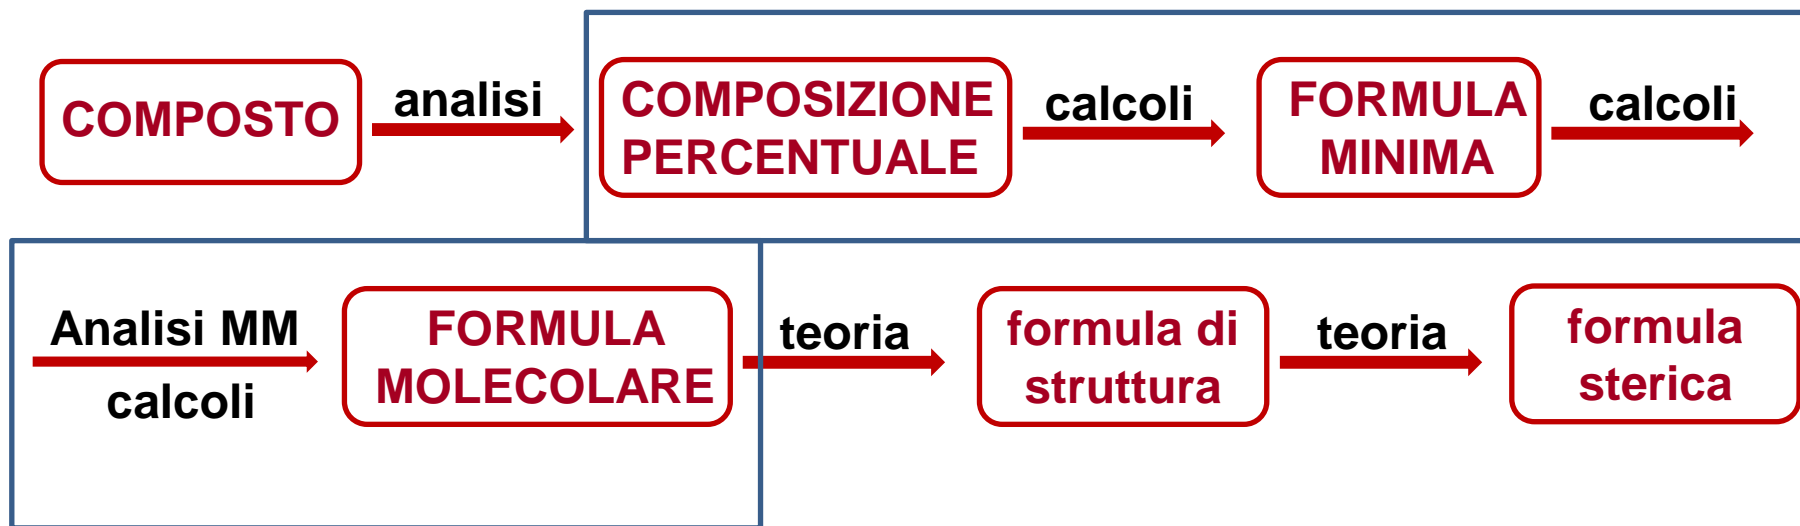 COMPOSTO
analisi
COMPOSIZIONE
PERCENTUALE
calcoli
FORMULA
MINIMA
calcoli
Analisi MM
calcoli
FORMULA
MOLECOLARE
teoria
formula di
struttura
teoria
formula
sterica